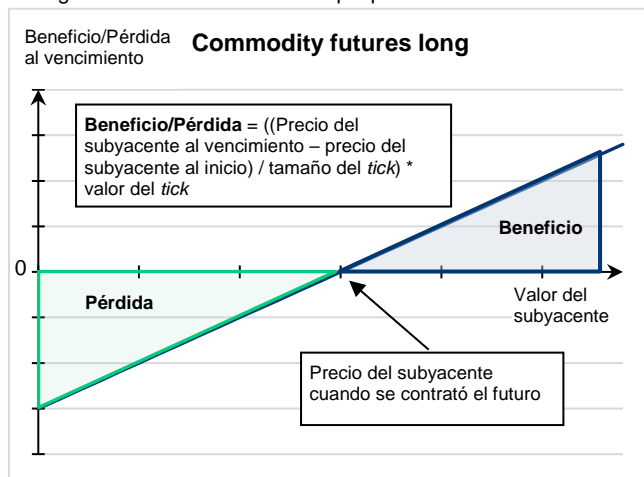 Beneficio/Pérdida
al vencimiento
Commodity futures long
Beneficio/Pérdida = ((Precio del
subyacente al vencimiento – precio del
subyacente al inicio) / tamaño del tick) *
valor del tick
Beneficio
0
Pérdida
Valor del
subyacente
Precio del subyacente
cuando se contrató el futuro